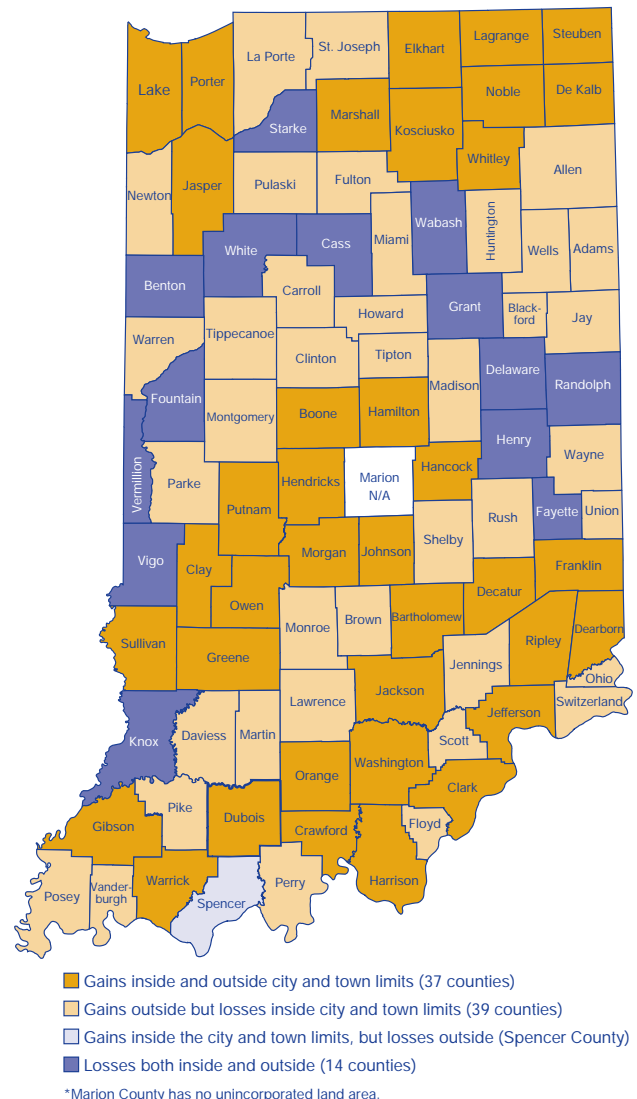 Lake
Porter
La Porte
St. Joseph
Elkhart
Lagrange
Steuben
Starke
Marshall
Kosciusko
Noble
De Kalb
Newton
Jasper
Pulaski
Fulton
Whitley
Allen
White
Cass
Miami
Wabash
Huntington
Wells
Adams
Benton
Carroll
Howard
Grant
Black-
ford
Jay
Warren
Tippecanoe
Clinton
Tipton
Madison
Delaware
Randolph
Fountain
Montgomery
Boone
Hamilton
Henry
Wayne
Vermillion
Parke
Putnam
Hendricks
Marion
N/A
Hancock
Shelby
Rush
Fayette
Union
Vigo
Clay
Owen
Morgan
Johnson
Decatur
Franklin
Sullivan
Greene
Monroe
Brown
Bartholomew
Jennings
Ripley
Dearborn
Ohio
Switzerland
Knox
Daviess
Martin
Lawrence
Jackson
Jefferson
Scott
Orange
Washington
Clark
Gibson
Pike
Dubois
Crawford
Floyd
Harrison
Posey
Vander-
burgh
Warrick
Spencer
Perry
Gains inside and outside city and town limits (37 counties)
Gains outside but losses inside city and town limits (39 counties)
Gains inside the city and town limits, but losses outside (Spencer County)
Losses both inside and outside (14 counties)
*Marion County has no unincorporated land area.